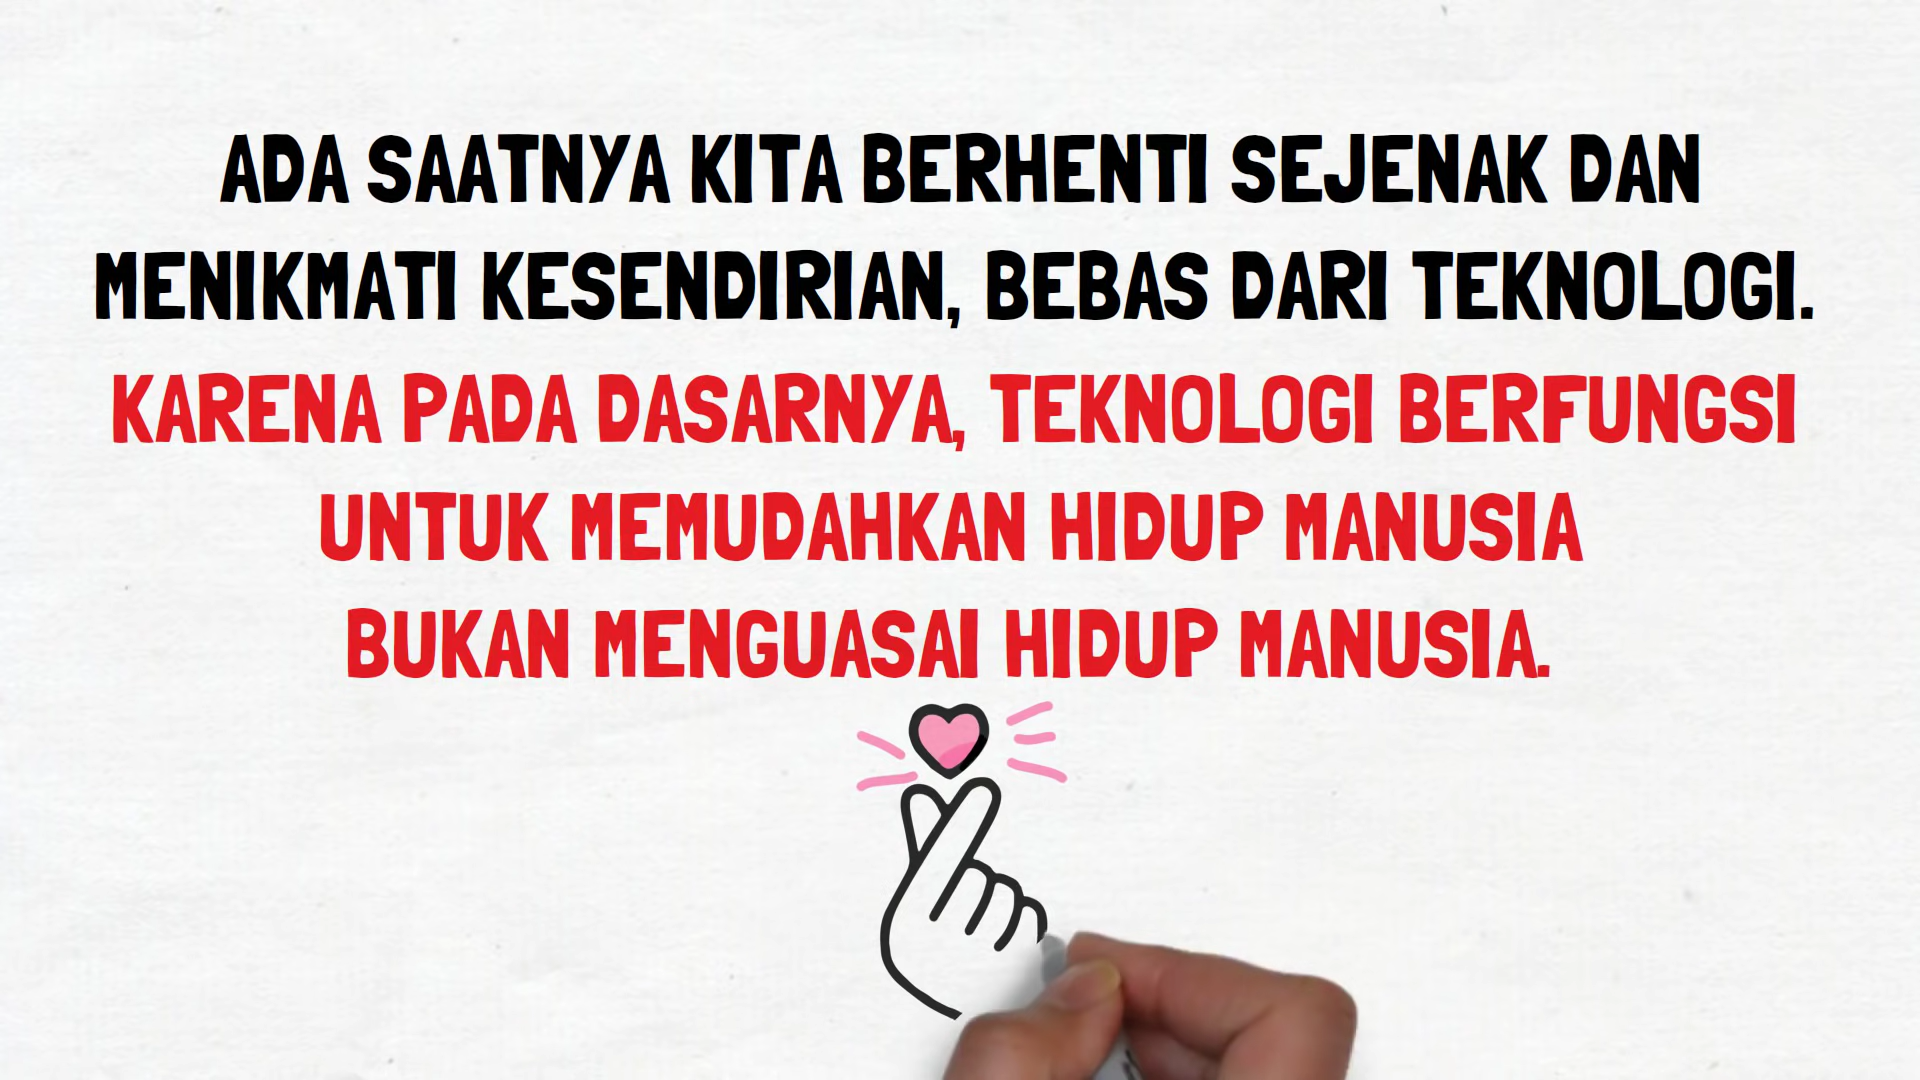 ADA SAATNYA KITA BERHENTI SEJENAK DAN
MENIKMATI KESENDIRIAN, BEBAS DARI TEKNOLOGI.
KARENA PADA DASARNYA, TEKNOLOGI BERFUNGSI
UNTUK MEMUDAHKAN HIDUP MANUSIA
BUKAN MENGUASAI HIDUP MANUSIA.